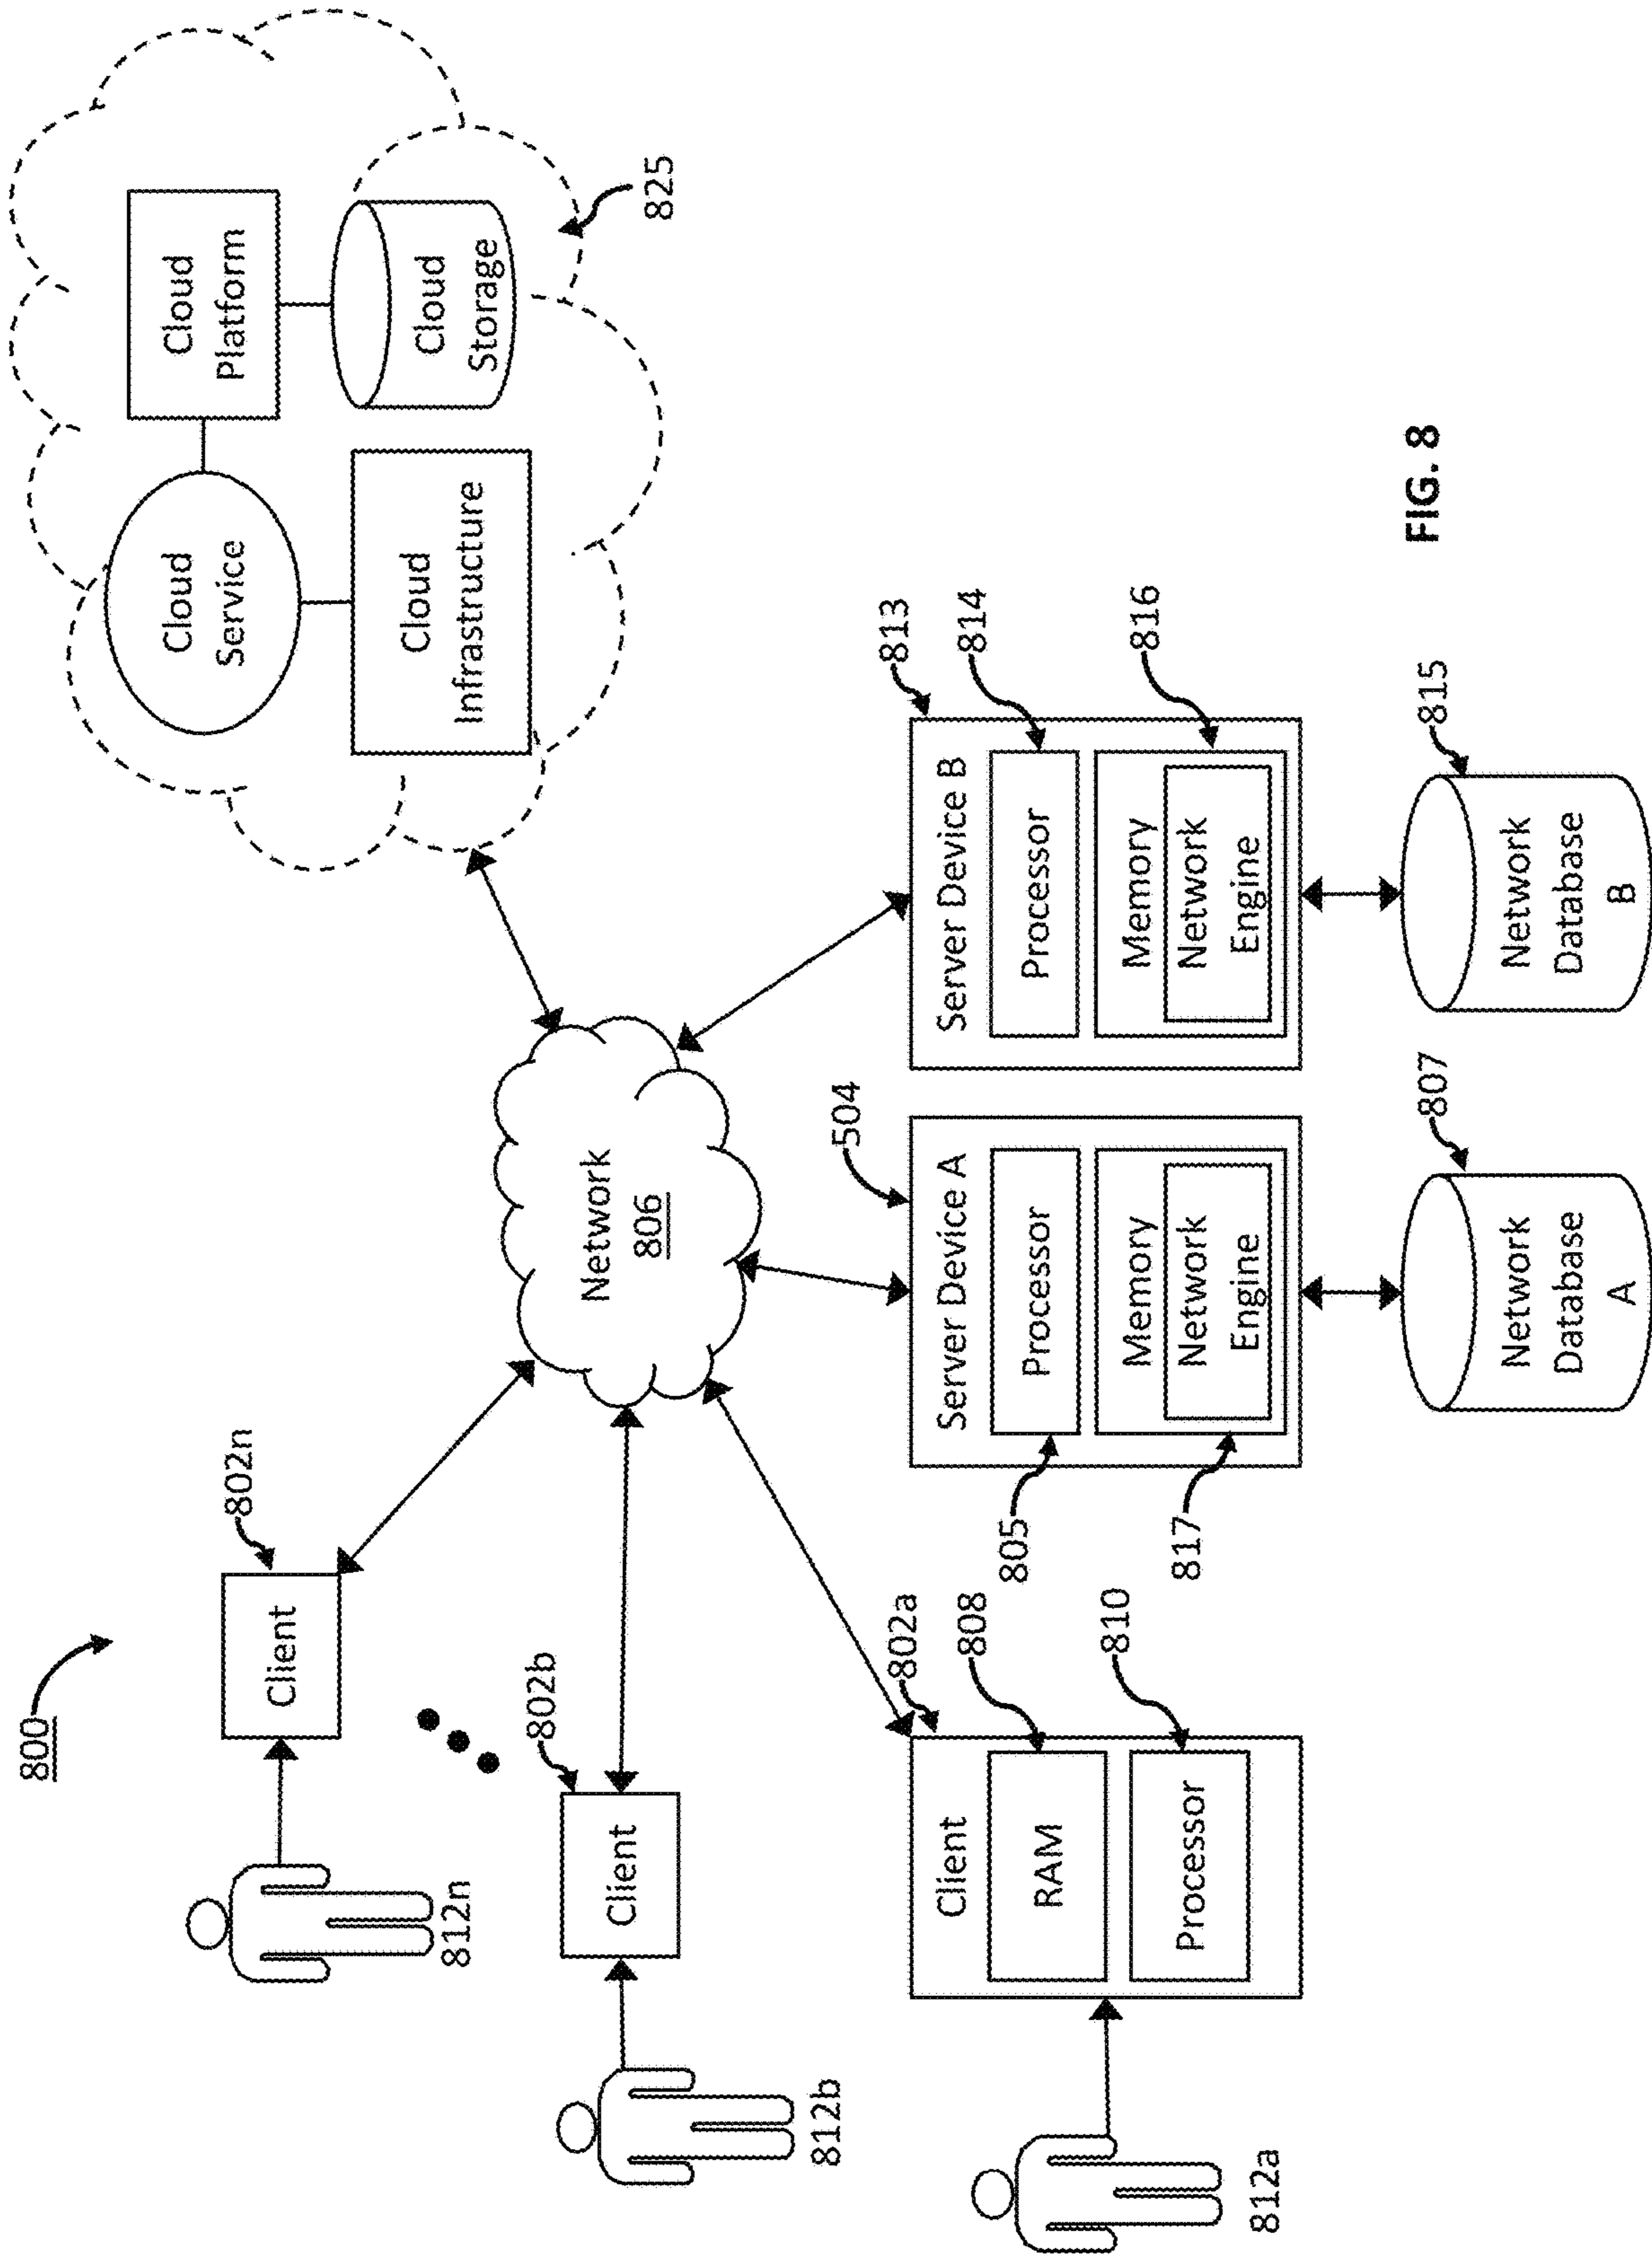 800
812n
Client
802n
812b
Client
802b
812a
Client
802a
RAM
808
Processor
810
Network
806
Cloud
Service
Cloud
Platform
Cloud
Infrastructure
Cloud
Storage
825
Server Device A
504
Processor
805
Memory
Network
Engine
817
Network
Database
A
807
Server Device B
813
Processor
814
Memory
Network
Engine
816
Network
Database
B
815
FIG. 8